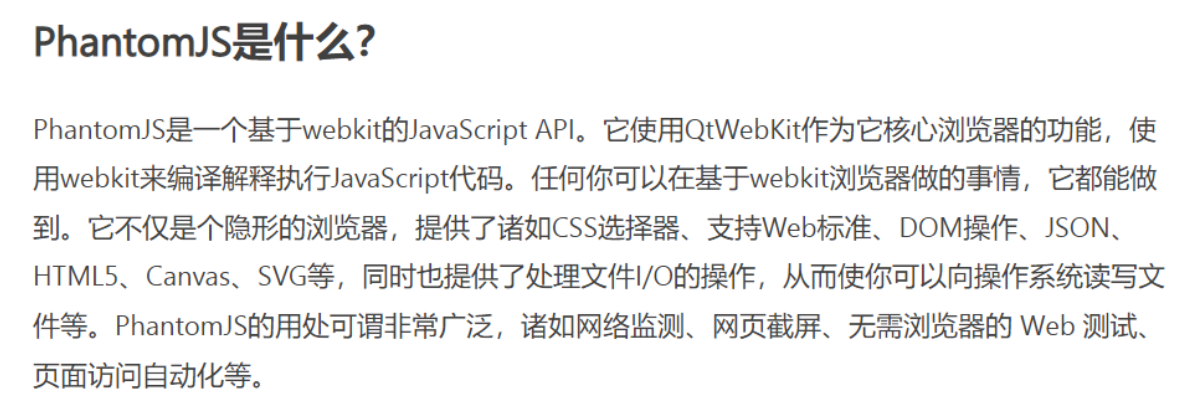 PhantomJS是什么?
PhantomJS是一个基于webkit的JavaScript API。它使用QtWebKit作为它核心浏览器的功能，使
用webkit来编译解释执行JavaScript代码。任何你可以在基于webkit浏览器做的事情，它都能做
到。它不仅是个隐形的浏览器，提供了诸如CSS选择器、支持Web标准、DOM操作、JSON、
HTML5、Canvas、SVG等，同时也提供了处理文件I/O的操作，从而使你可以向操作系统读写文
件等。PhantomJS的用处可谓非常广泛，诸如网络监测、网页截屏、无需浏览器的 Web 测试、
页面访问自动化等。